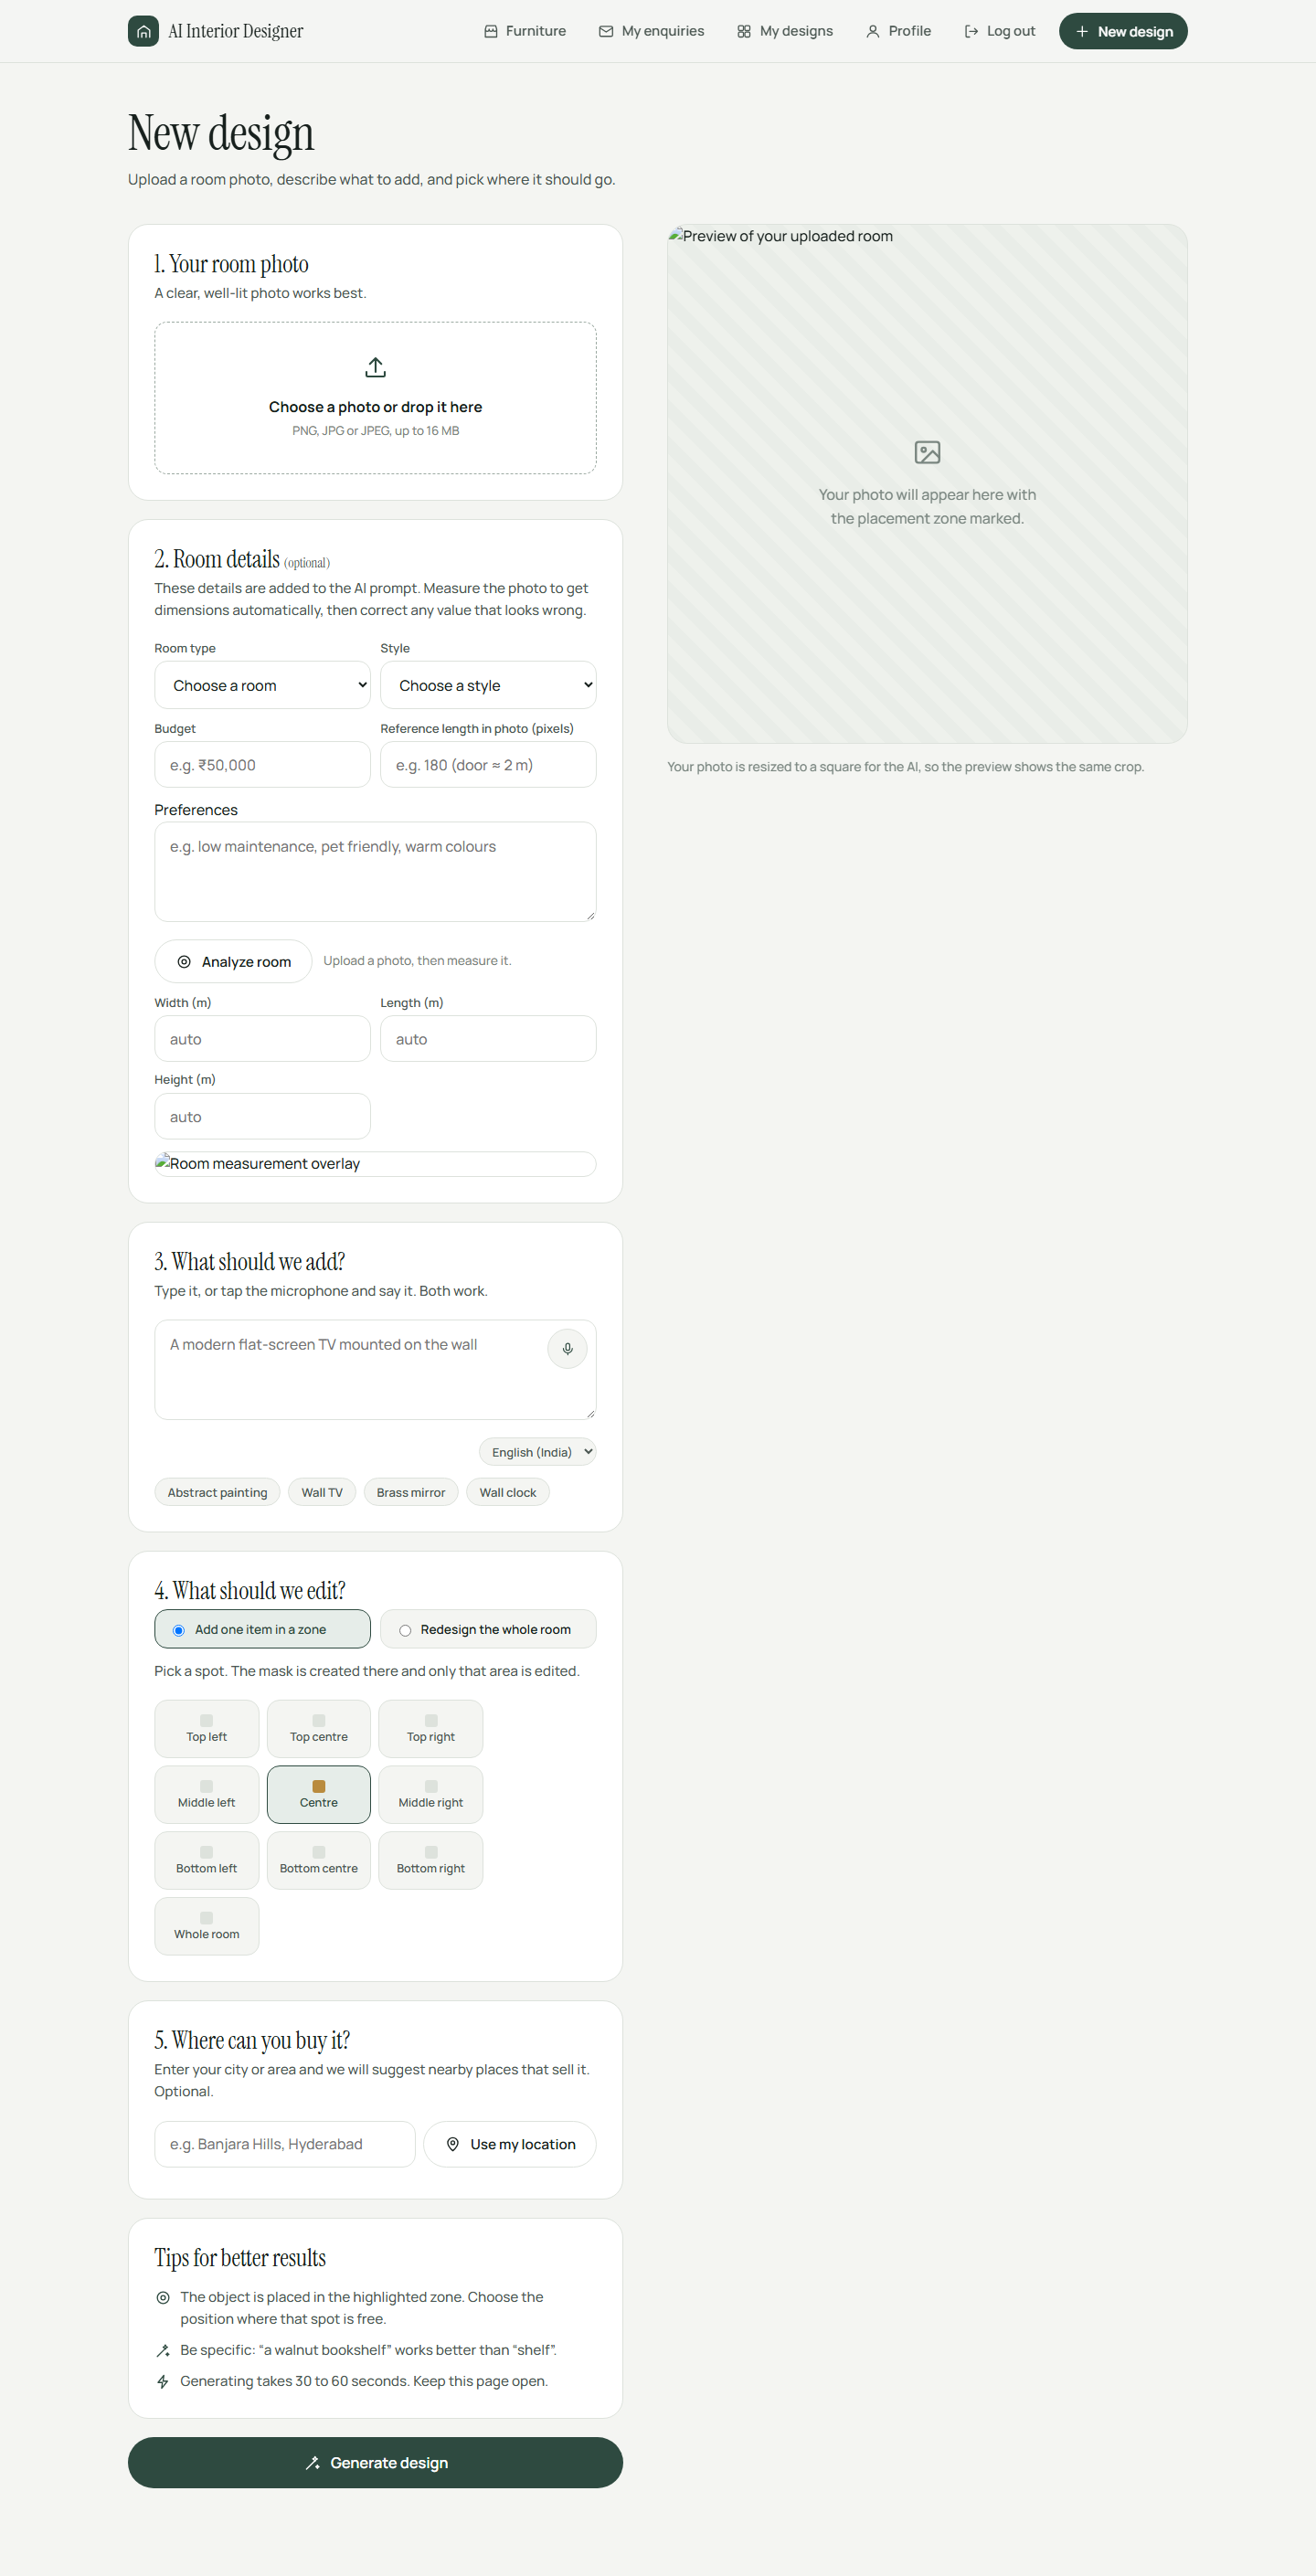 AI Interior Designer
Furniture
My enquiries
My designs
Profile
Log out
New design
New design
Upload a room photo, describe what to add, and pick where it should go.
1. Your room photo
A clear, well-lit photo works best.
Choose a photo or drop it here
PNG, JPG or JPEG, up to 16 MB
Preview of your uploaded room
Your photo will appear here with
the placement zone marked.
Your photo is resized to a square for the AI, so the preview shows the same crop.
2. Room details (optional)
These details are added to the AI prompt. Measure the photo to get
dimensions automatically, then correct any value that looks wrong.
Room type
Style
Choose a room
Choose a style
Budget
Reference length in photo (pixels)
e.g. ₹50,000
e.g. 180 (door ≈ 2 m)
Preferences
e.g. low maintenance, pet friendly, warm colours
Analyze room
Upload a photo, then measure it.
Width (m)
Length (m)
auto
auto
Height (m)
auto
Room measurement overlay
3. What should we add?
Type it, or tap the microphone and say it. Both work.
A modern flat-screen TV mounted on the wall
English (India)
Abstract painting
Wall TV
Brass mirror
Wall clock
4. What should we edit?
Add one item in a zone
Redesign the whole room
Pick a spot. The mask is created there and only that area is edited.
Top left
Top centre
Top right
Middle left
Centre
Middle right
Bottom left
Bottom centre
Bottom right
Whole room
5. Where can you buy it?
Enter your city or area and we will suggest nearby places that sell it.
Optional.
e.g. Banjara Hills, Hyderabad
Use my location
Tips for better results
The object is placed in the highlighted zone. Choose the
position where that spot is free.
Be specific: “a walnut bookshelf” works better than “shelf”.
Generating takes 30 to 60 seconds. Keep this page open.
Generate design